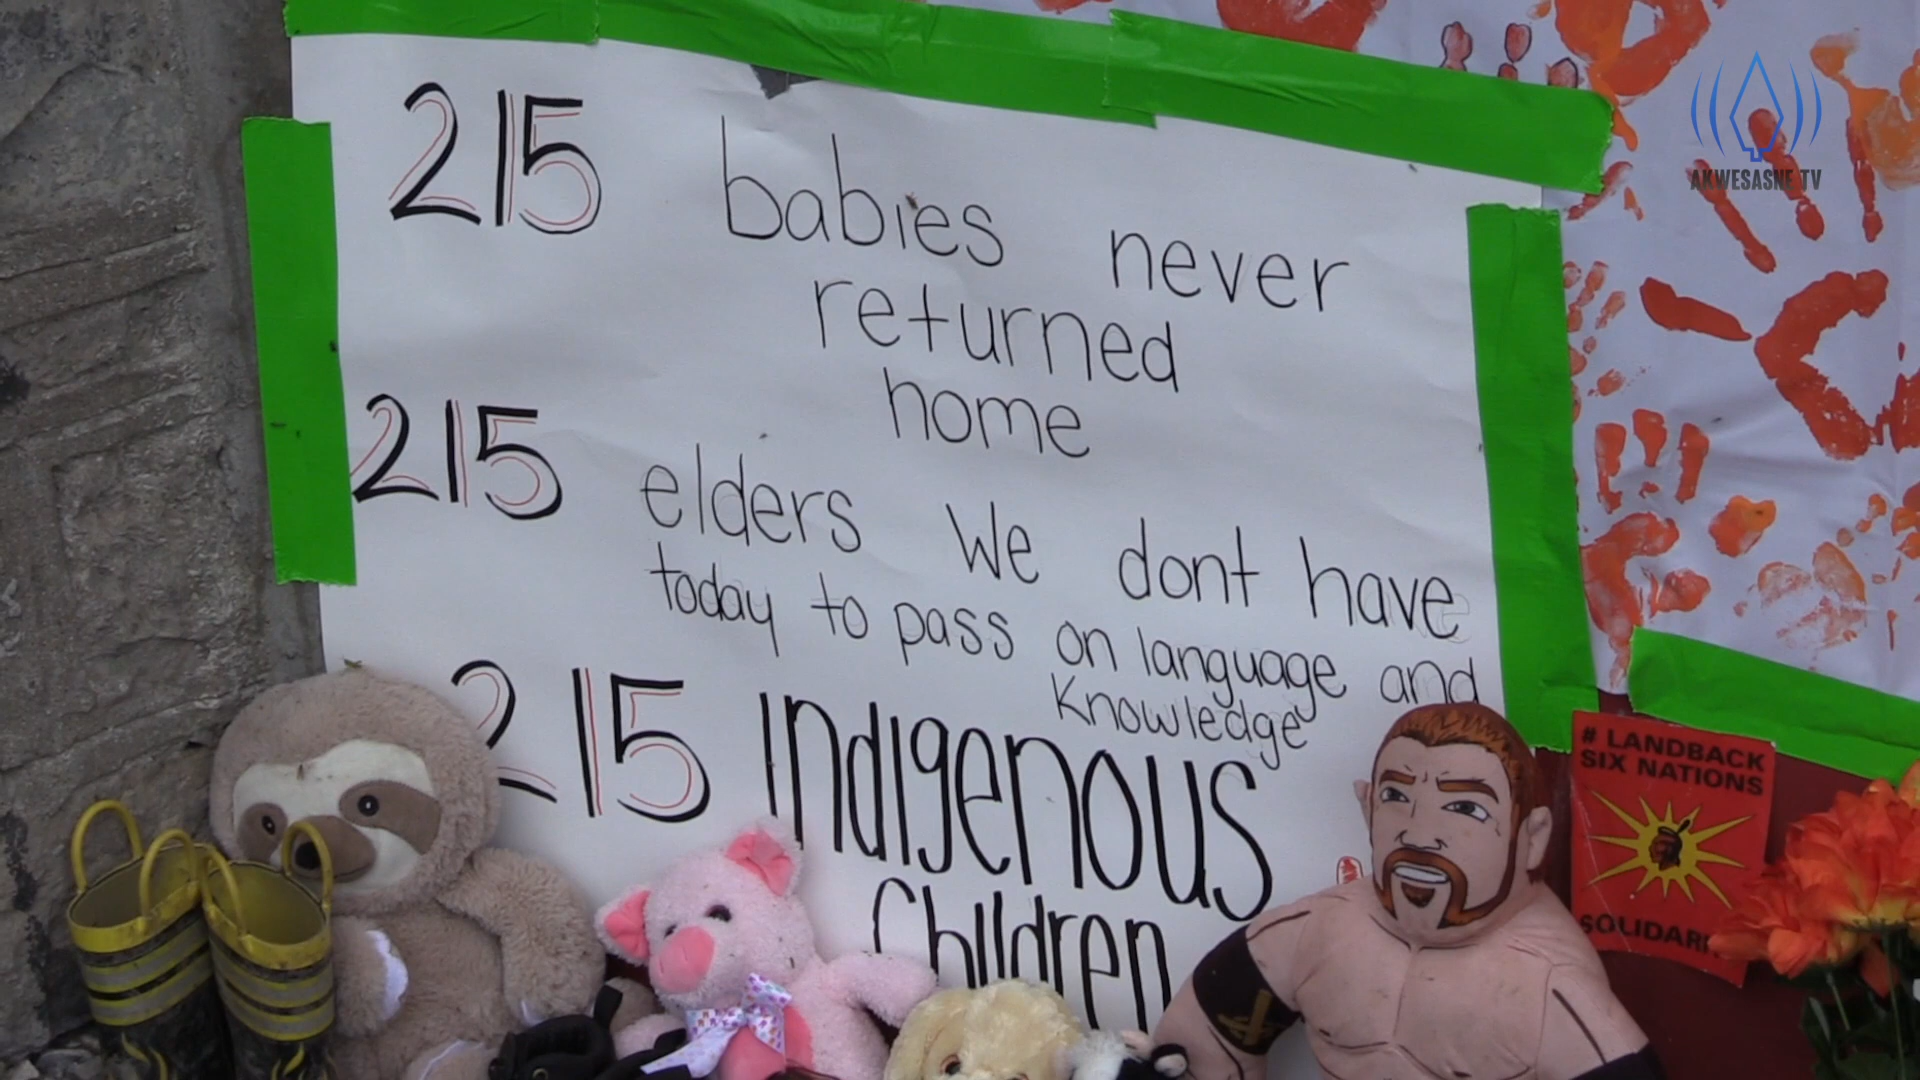 215 babies never
returned
home
215 elders We dont have
today to pass on language and
Knowledge
215 Indigenous
Children
# LANDBACK
SIX NATIONS
AKWESASNE TV